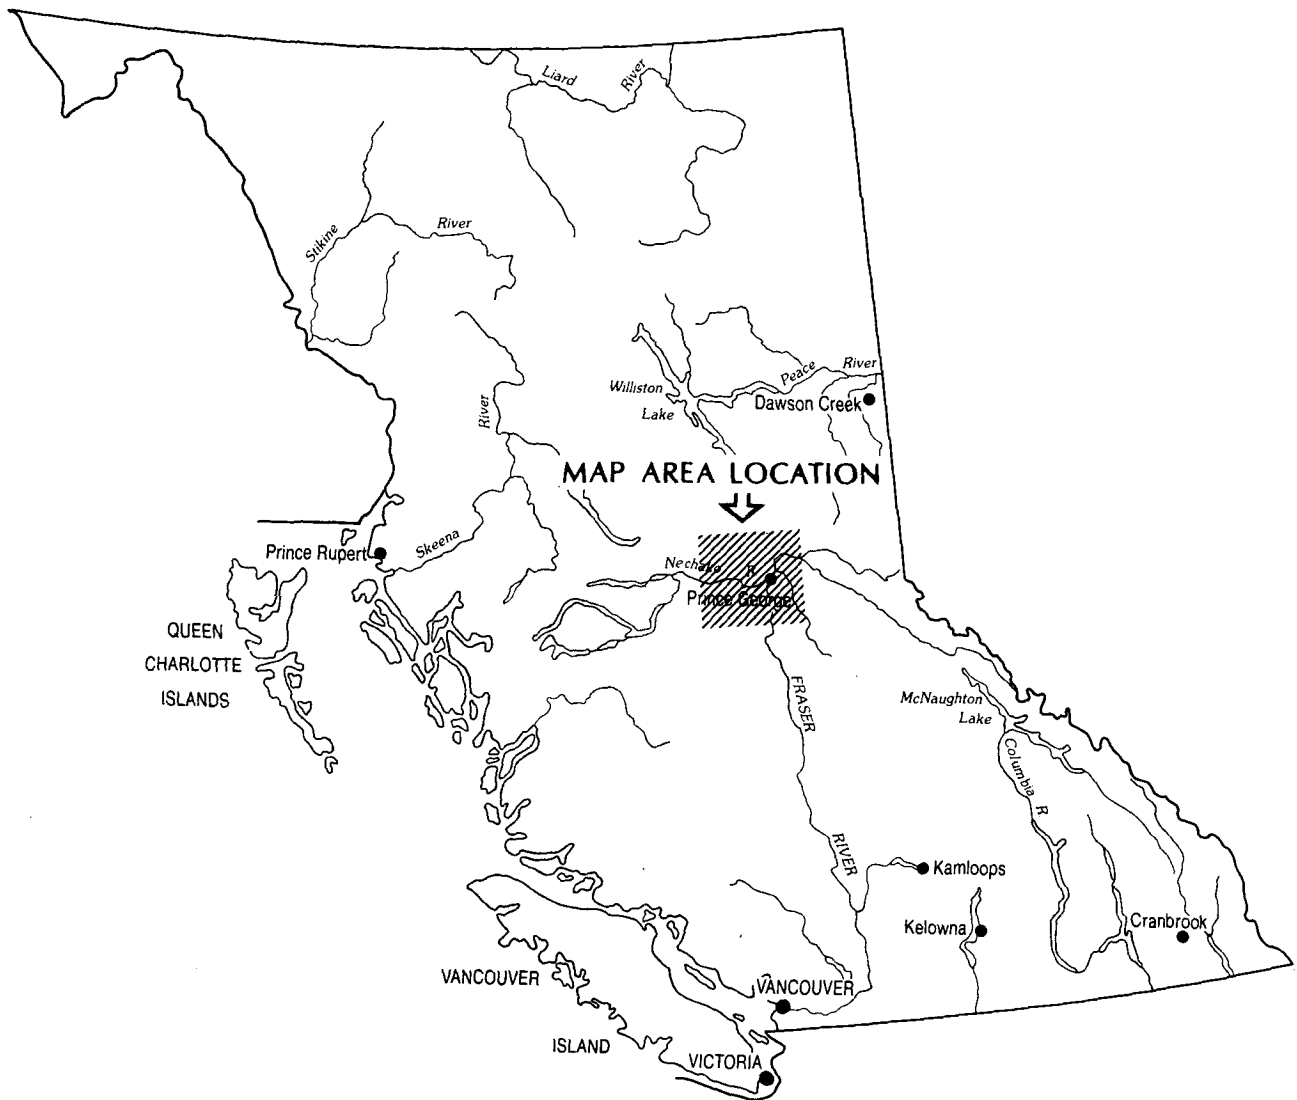 Liard River
Stikine River
Williston
Lake
Peace River
Dawson Creek
River
MAP AREA LOCATION
Skeena
Prince Rupert
Nechako R
Prince George
QUEEN
CHARLOTTE
ISLANDS
McNaughton
Lake
FRASER
Columbia R
RIVER
Kamloops
Kelowna
Cranbrook
VANCOUVER
ISLAND
VANCOUVER
VICTORIA